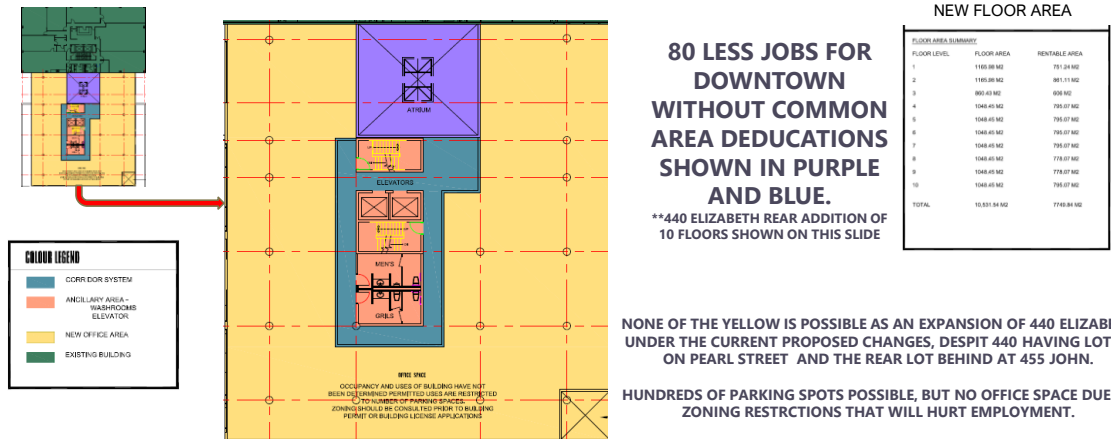 NEW FLOOR AREA
FLOOR AREA SUMMARY
FLOOR LEVEL FLOOR AREA RENTABLE AREA
1 1165.98 M2 751.24 M2
2 1165.98 M2 861.11 M2
3 860.43 M2 606 M2
4 1048.45 M2 795.07 M2
5 1048.45 M2 795.07 M2
6 1048.45 M2 795.07 M2
7 1048.45 M2 795.07 M2
8 1048.45 M2 778.07 M2
9 1048.45 M2 778.07 M2
10 1048.45 M2 795.07 M2
TOTAL 10,531.54 M2 7749.84 M2
80 LESS JOBS FOR
DOWNTOWN
WITHOUT COMMON
AREA DEDUCATIONS
SHOWN IN PURPLE
AND BLUE.
**440 ELIZABETH REAR ADDITION OF
10 FLOORS SHOWN ON THIS SLIDE
ATRIUM
ELEVATORS
MEN'S
GRILS
OFFICE SPACE
OCCUPANCY AND USES OF BUILDING HAVE NOT
BEEN DETERMINED PERMITTED USES ARE RESTRICTED
TO NUMBER OF PARKING SPACES.
ZONING SHOULD BE CONSULTED PRIOR TO BUILDING
PERMIT OR BUILDING LICENSE APPLICATIONS
COLOUR LEGEND
CORRIDOR SYSTEM
ANCILLARY AREA -
WASHROOMS
ELEVATOR
NEW OFFICE AREA
EXISTING BUILDING
NONE OF THE YELLOW IS POSSIBLE AS AN EXPANSION OF 440 ELIZABE
UNDER THE CURRENT PROPOSED CHANGES, DESPIT 440 HAVING LOT
ON PEARL STREET AND THE REAR LOT BEHIND AT 455 JOHN.
HUNDREDS OF PARKING SPOTS POSSIBLE, BUT NO OFFICE SPACE DUE
ZONING RESTRCTIONS THAT WILL HURT EMPLOYMENT.